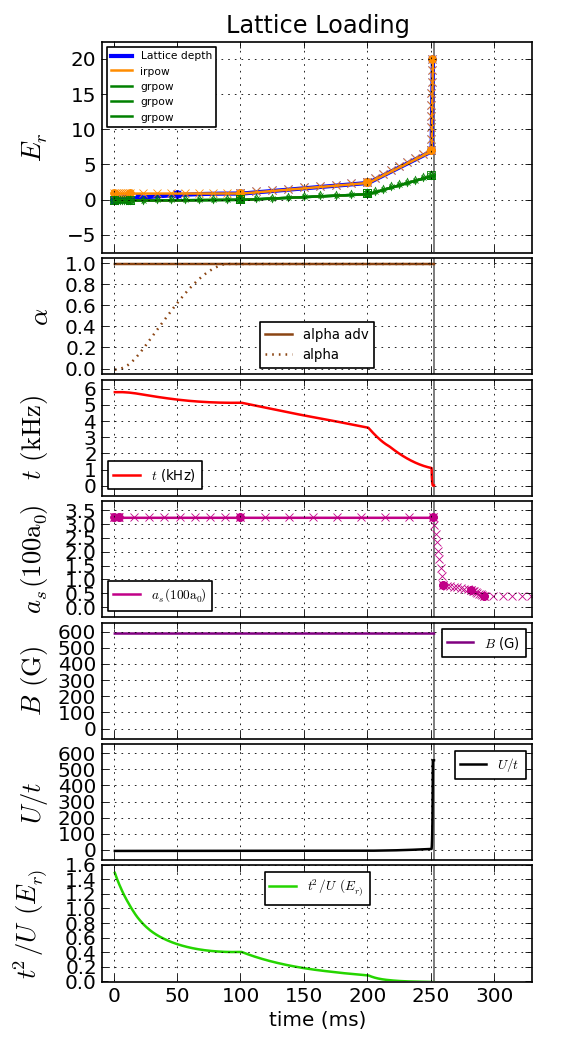 Lattice Loading
E_r
20
15
10
5
0
−5
Lattice depth
irpow
grpow
grpow
grpow
α
1.0
0.8
0.6
0.4
0.2
0.0
alpha adv
alpha
t (kHz)
6
5
4
3
2
1
0
t (kHz)
a_s (100a_0)
3.5
3.0
2.5
2.0
1.5
1.0
0.5
0.0
a_s (100a_0)
B (G)
600
500
400
300
200
100
0
B (G)
U/t
600
500
400
300
200
100
0
U/t
t^2/U (E_r)
1.6
1.4
1.2
1.0
0.8
0.6
0.4
0.2
0.0
t^2/U (E_r)
0 50 100 150 200 250 300
time (ms)